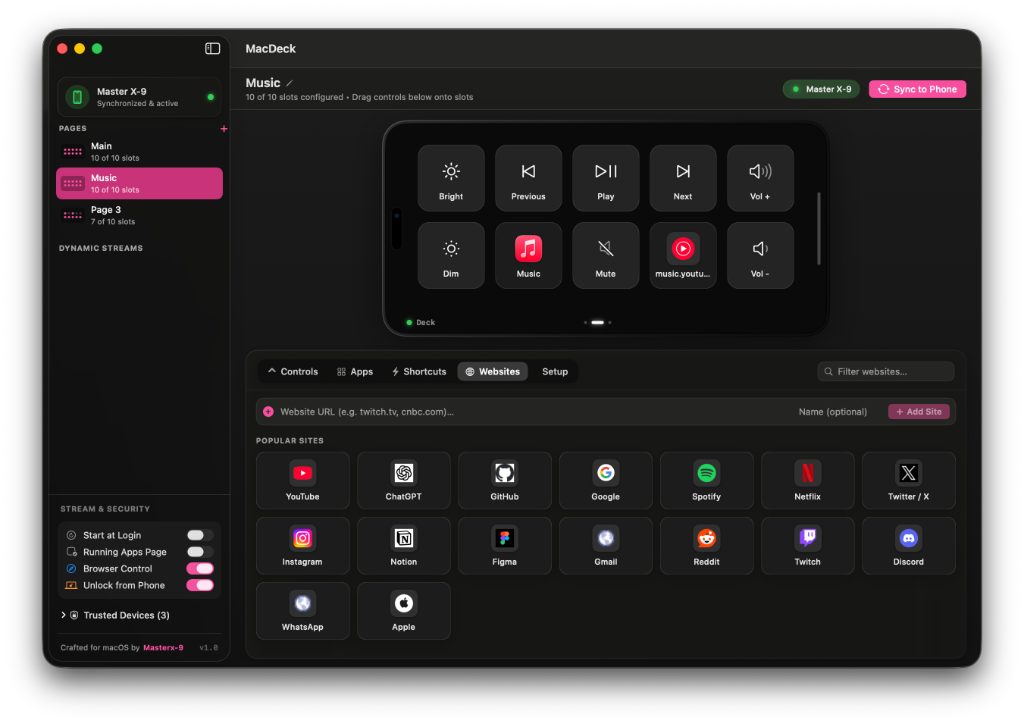 MacDeck
Master X-9
Synchronized & active
PAGES
Main
10 of 10 slots
Music
10 of 10 slots
Page 3
7 of 10 slots
DYNAMIC STREAMS
STREAM & SECURITY
Start at Login
Running Apps Page
Browser Control
Unlock from Phone
Trusted Devices (3)
Crafted for macOS by Masterx-9 v1.0
Music
10 of 10 slots configured • Drag controls below onto slots
Master X-9
Sync to Phone
Bright
Previous
Play
Next
Vol +
Dim
Music
Mute
music.youtu...
Vol -
Deck
Controls
Apps
Shortcuts
Websites
Setup
Filter websites...
Website URL (e.g. twitch.tv, cnbc.com)...
Name (optional)
+ Add Site
POPULAR SITES
YouTube
ChatGPT
GitHub
Google
Spotify
Netflix
Twitter / X
Instagram
Notion
Figma
Gmail
Reddit
Twitch
Discord
WhatsApp
Apple